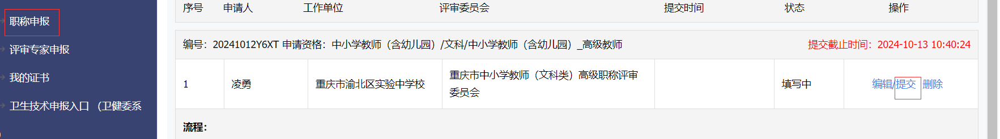 职称申报
评审专家申报
我的证书
卫生技术申报入口 （卫健委系
序号 申请人 工作单位 评审委员会 提交时间 状态 操作
编号：20241012Y6XT 申请资格：中小学教师（含幼儿园）/文科/中小学教师（含幼儿园）_高级教师 提交截止时间：2024-10-13 10:40:24
1 凌勇 重庆市渝北区实验中学校 重庆市中小学教师（文科类）高级职称评审 填写中 编辑/提交 删除
委员会
流程：